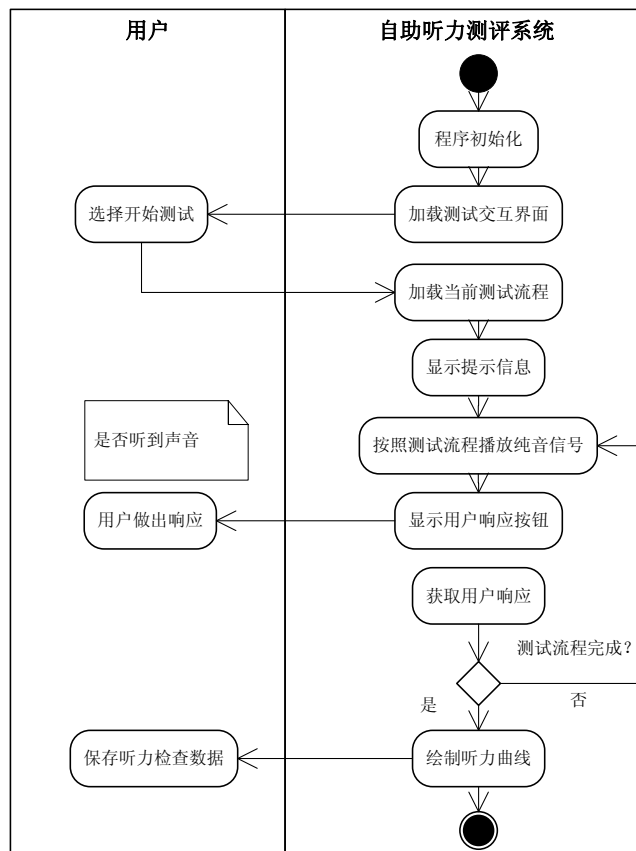 用户
自助听力测评系统
程序初始化
选择开始测试
加载测试交互界面
加载当前测试流程
显示提示信息
是否听到声音
按照测试流程播放纯音信号
用户做出响应
显示用户响应按钮
获取用户响应
测试流程完成？
否
是
保存听力检查数据
绘制听力曲线